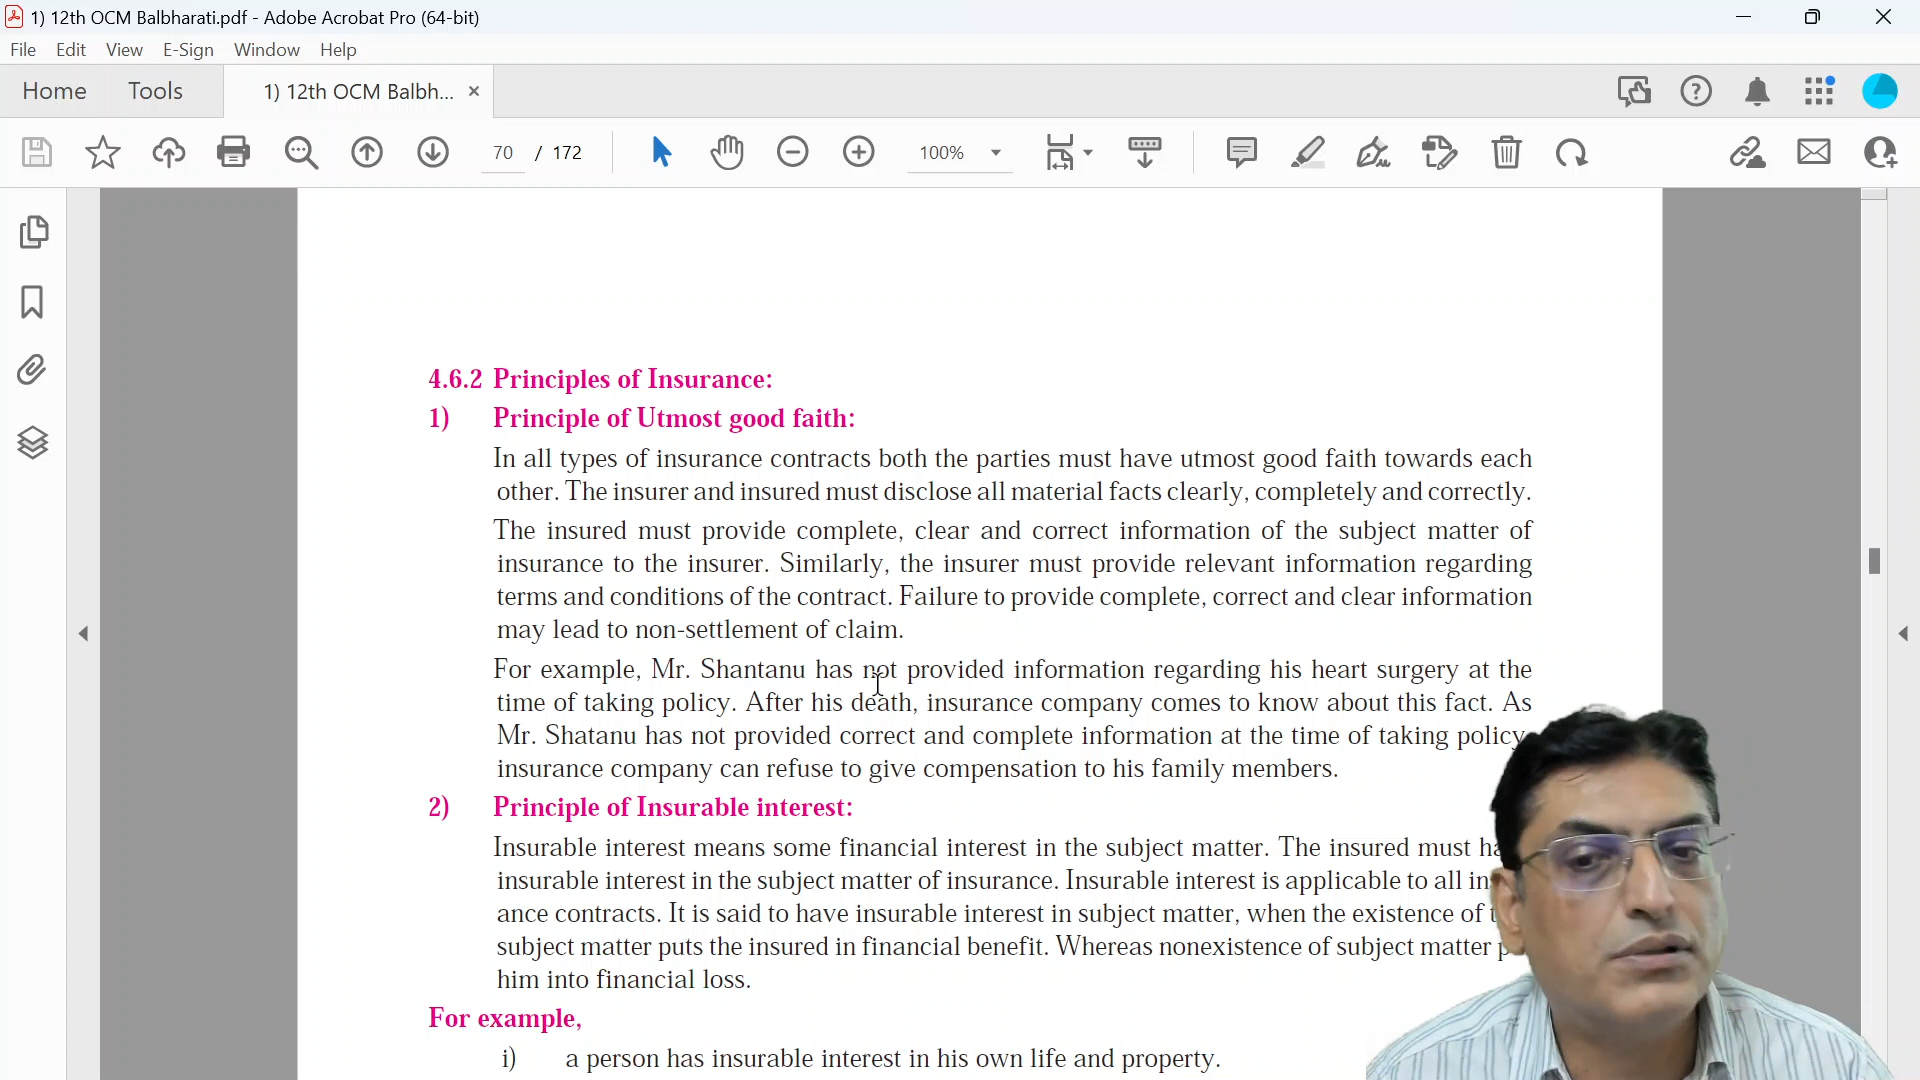 1) 12th OCM Balbharati.pdf - Adobe Acrobat Pro (64-bit)
File Edit View E-Sign Window Help
Home Tools 1) 12th OCM Balbh... ×
70 / 172 100%
4.6.2 Principles of Insurance:
1) Principle of Utmost good faith:
In all types of insurance contracts both the parties must have utmost good faith towards each
other. The insurer and insured must disclose all material facts clearly, completely and correctly.
The insured must provide complete, clear and correct information of the subject matter of
insurance to the insurer. Similarly, the insurer must provide relevant information regarding
terms and conditions of the contract. Failure to provide complete, correct and clear information
may lead to non-settlement of claim.
For example, Mr. Shantanu has not provided information regarding his heart surgery at the
time of taking policy. After his death, insurance company comes to know about this fact. As
Mr. Shatanu has not provided correct and complete information at the time of taking policy
insurance company can refuse to give compensation to his family members.
2) Principle of Insurable interest:
Insurable interest means some financial interest in the subject matter. The insured must
insurable interest in the subject matter of insurance. Insurable interest is applicable to all
ance contracts. It is said to have insurable interest in subject matter, when the existence of
subject matter puts the insured in financial benefit. Whereas nonexistence of subject matter
him into financial loss.
For example,
i) a person has insurable interest in his own life and property.